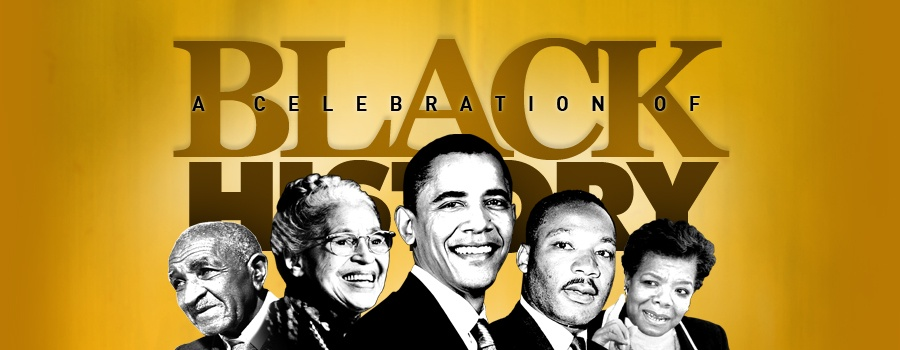 BLACK
A CELEBRATION OF
HISTORY